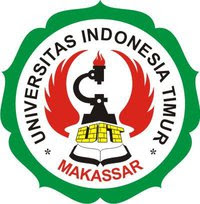 UNIVERSITAS INDONESIA TIMUR
UIT
* MAKASSAR *